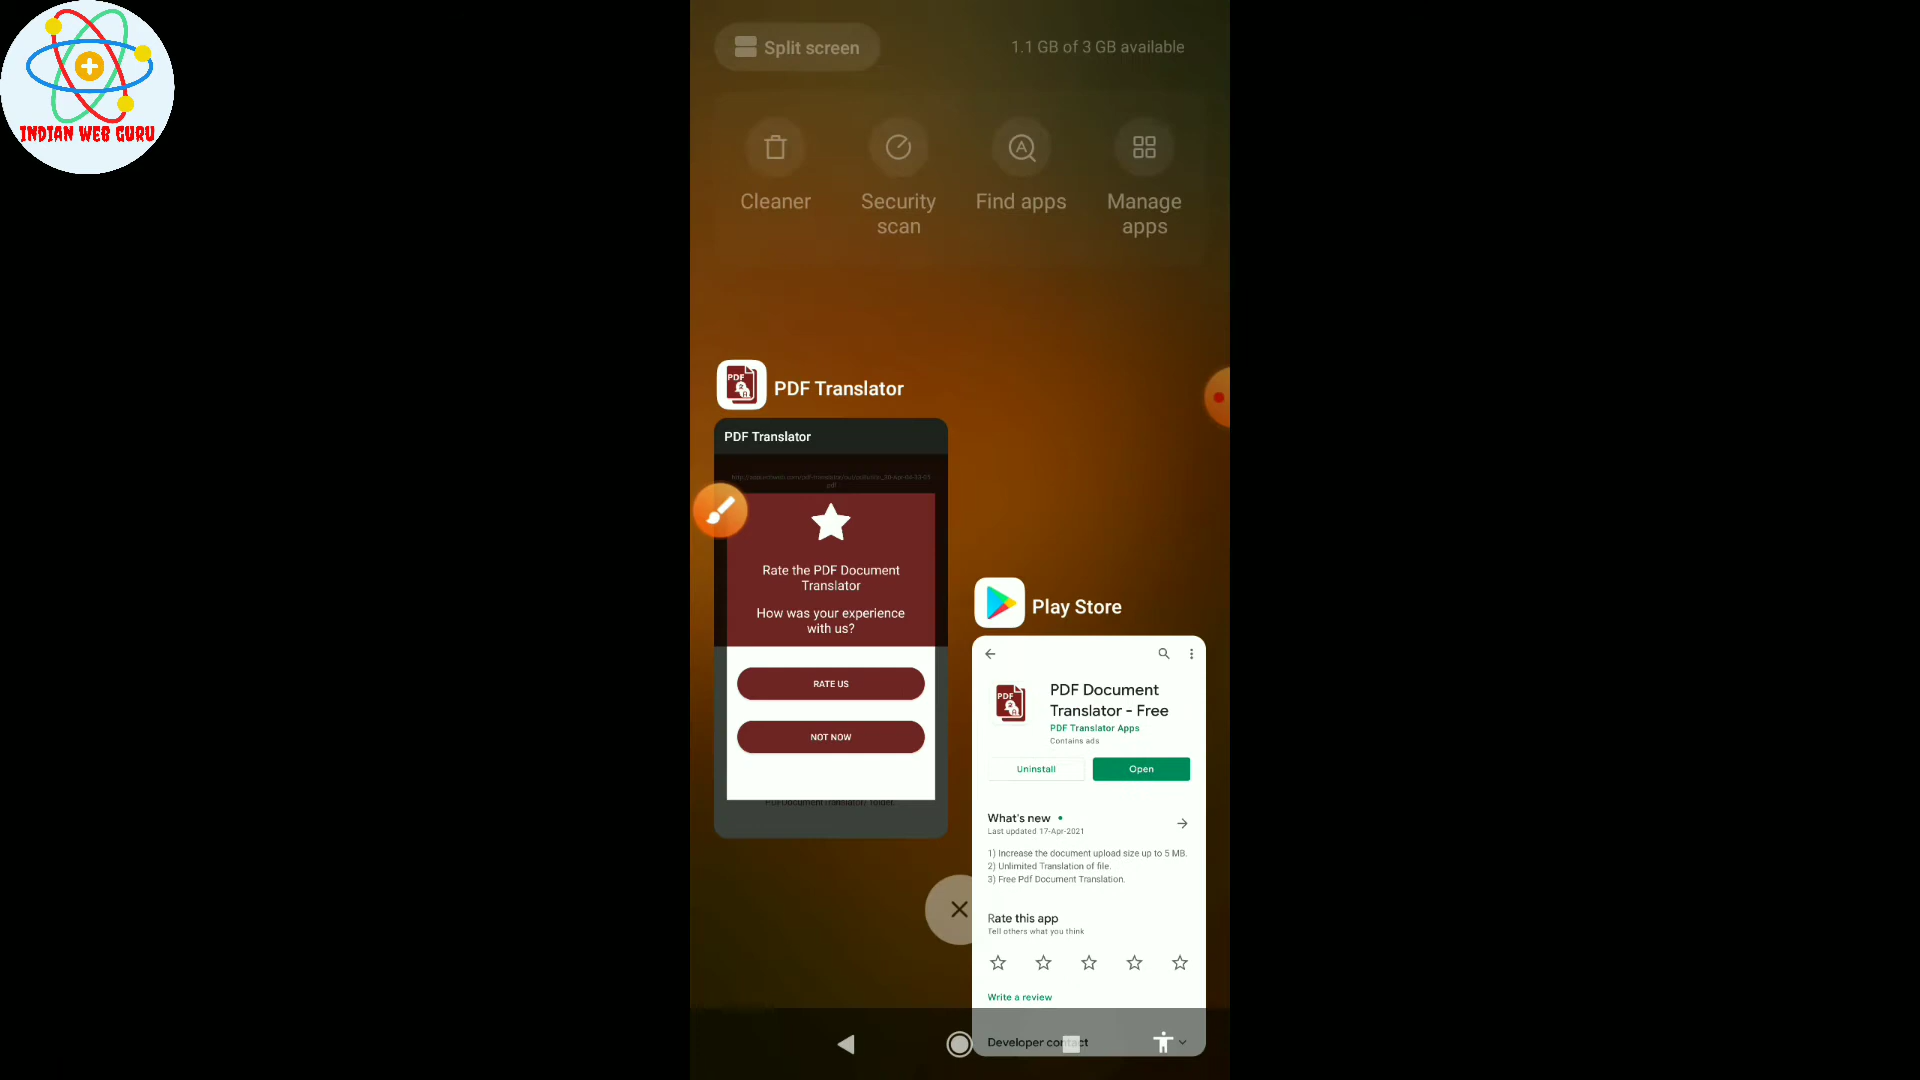 INDIAN WEB GURU
Split screen
1.1 GB of 3 GB available
Cleaner
Security
scan
Find apps
Manage
apps
PDF
PDF Translator
PDF Translator
Rate the PDF Document
Translator
How was your experience
with us?
RATE US
NOT NOW
PDFDocumentTranslator/ folder.
Play Store
PDF
PDF Document
Translator - Free
PDF Translator Apps
Contains ads
Uninstall
Open
What's new
Last updated 17-Apr-2021
1) Increase the document upload size up to 5 MB.
2) Unlimited Translation of file.
3) Free Pdf Document Translation.
Rate this app
Tell others what you think
Write a review
Developer contact